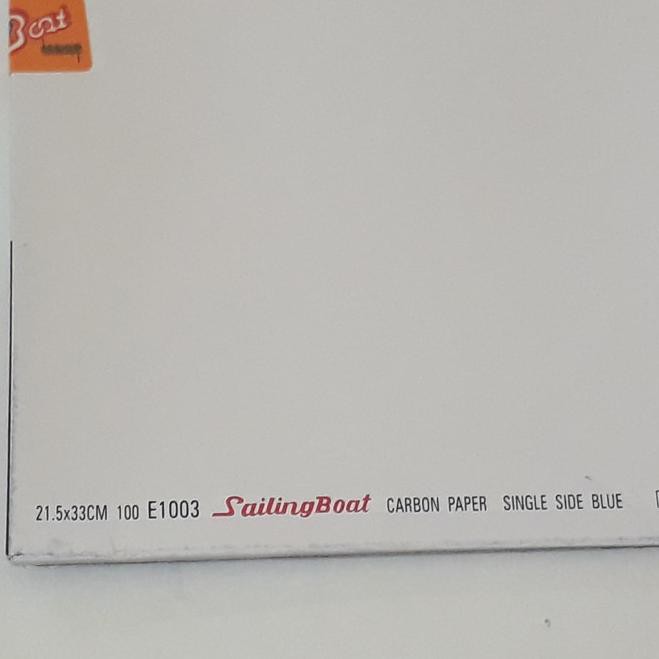 Boat
21.5x33CM 100 E1003 SailingBoat CARBON PAPER SINGLE SIDE BLUE